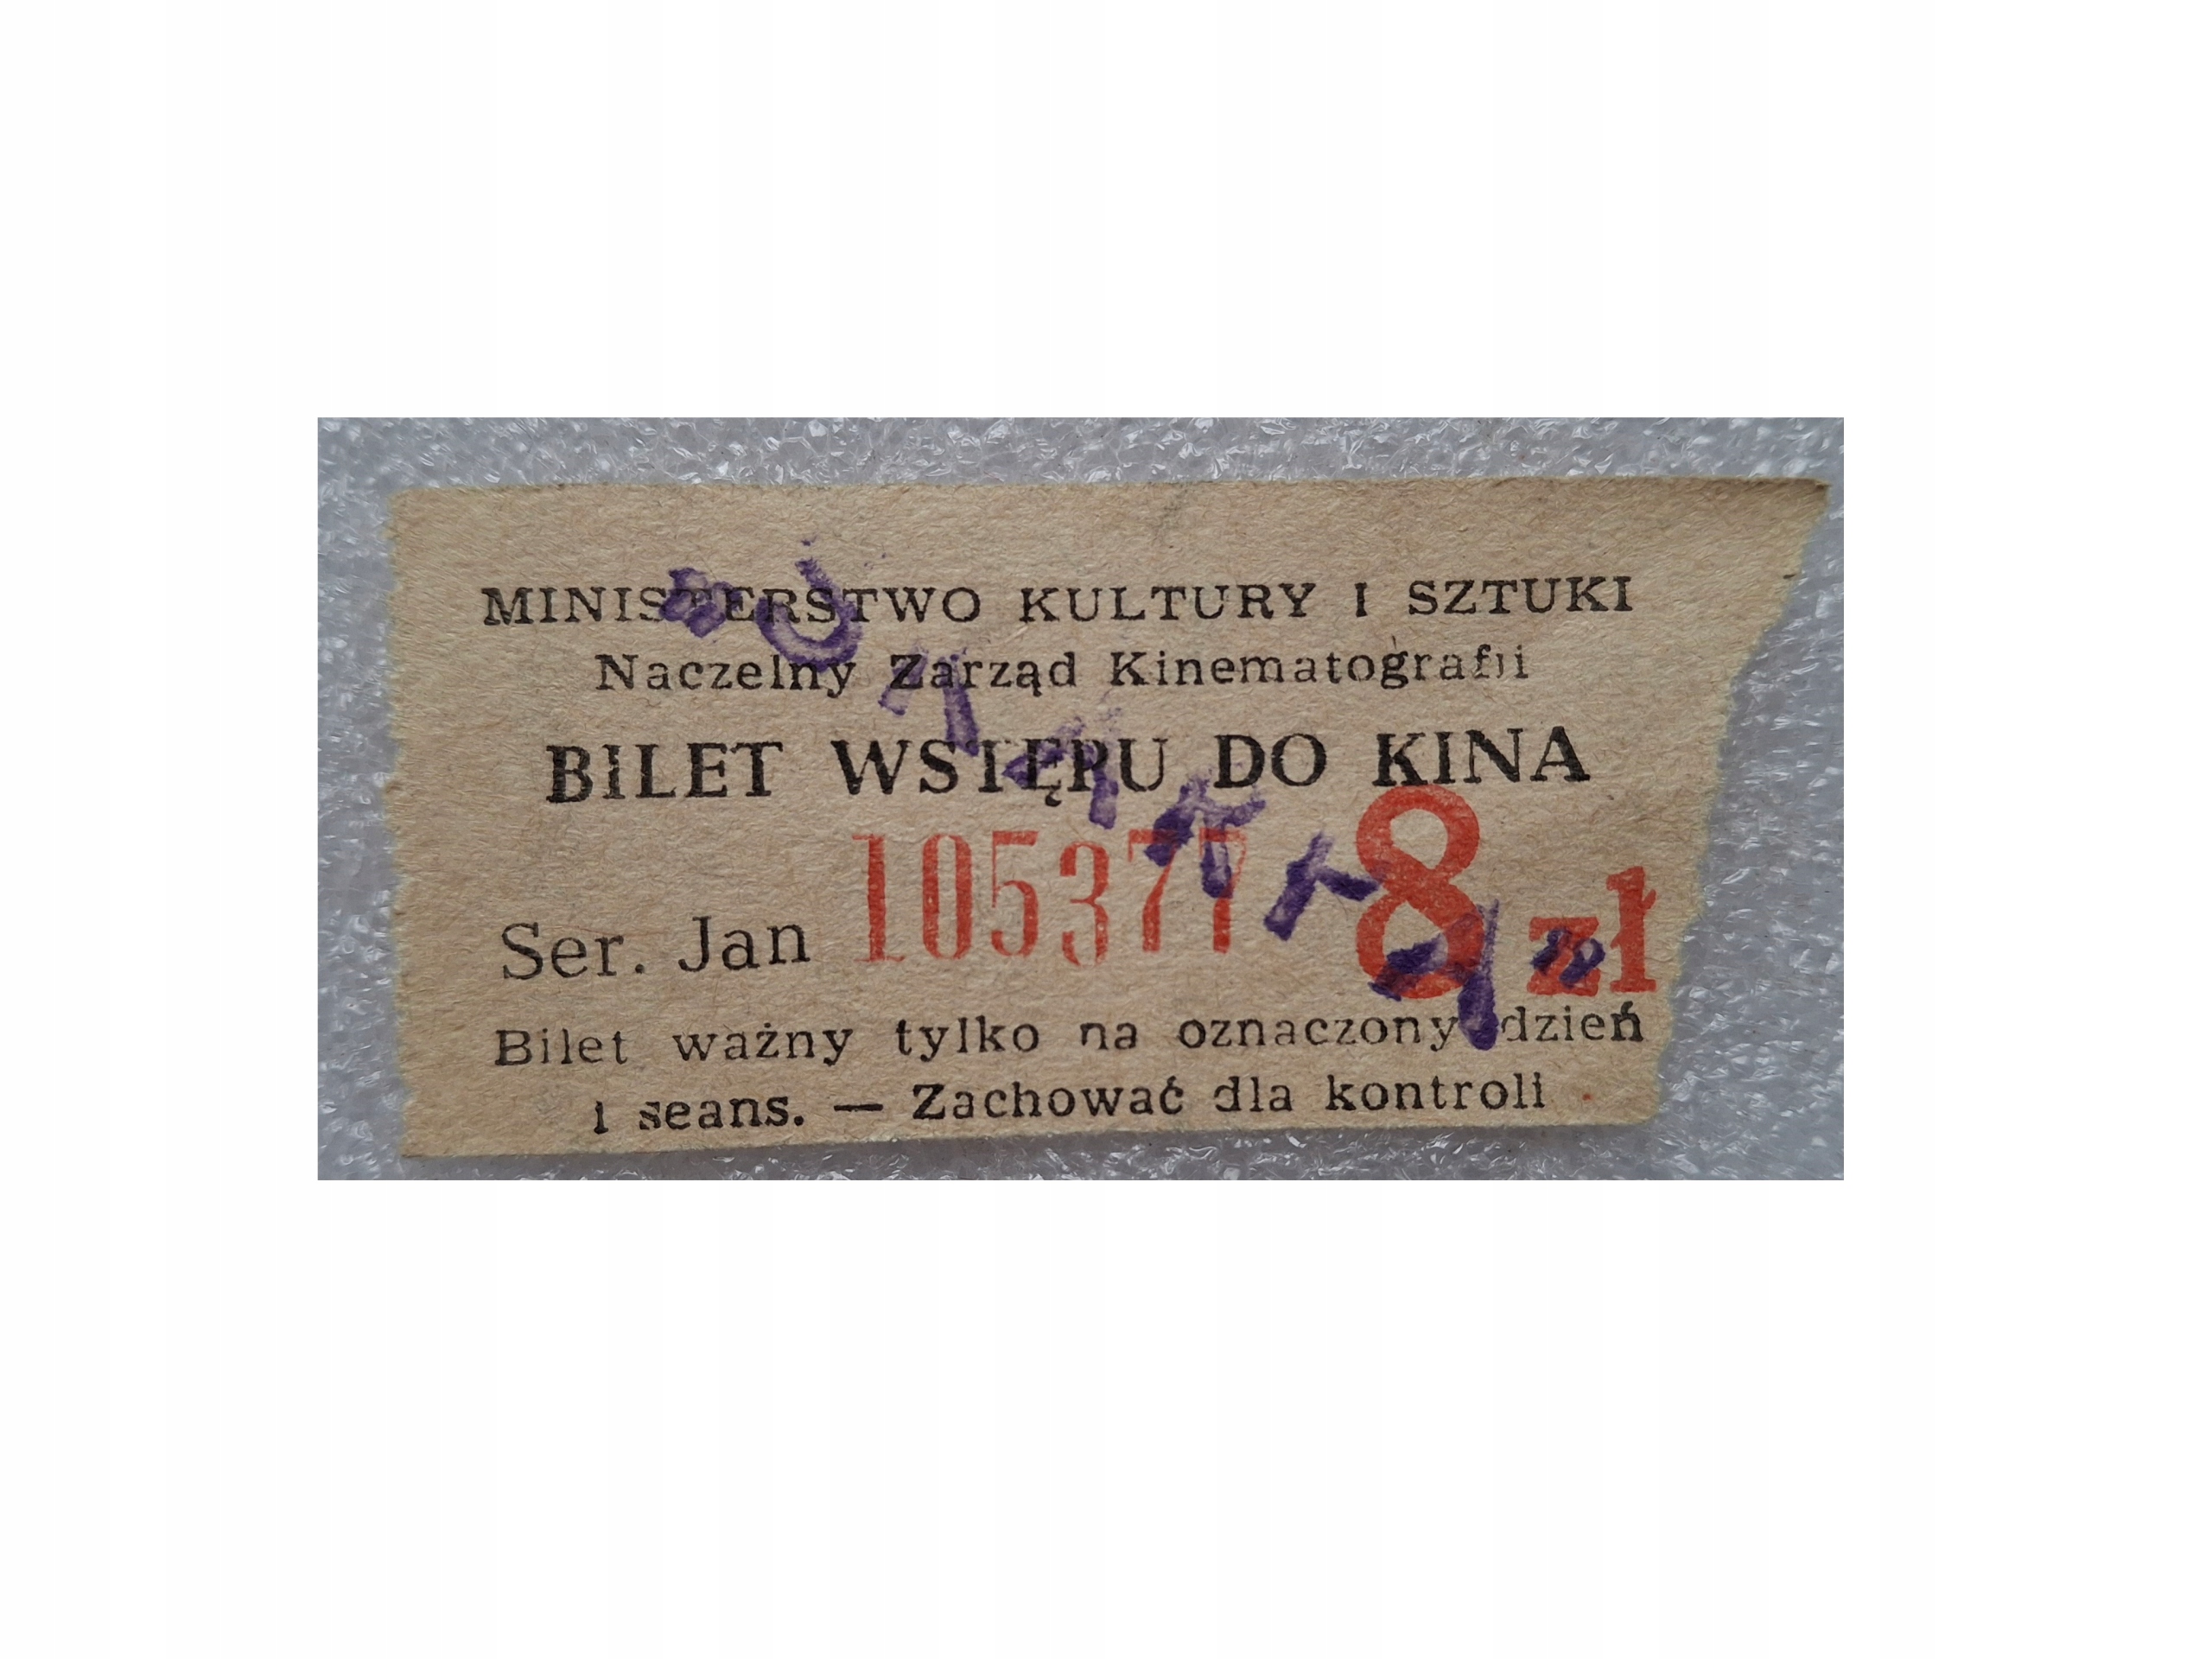 MINISTERSTWO KULTURY I SZTUKI
Naczelny Zarząd Kinematografii
BILET WSTĘPU DO KINA
Ser. Jan 105377 8 zł
Bilet ważny tylko na oznaczony dzień
i seans. — Zachować dla kontroli